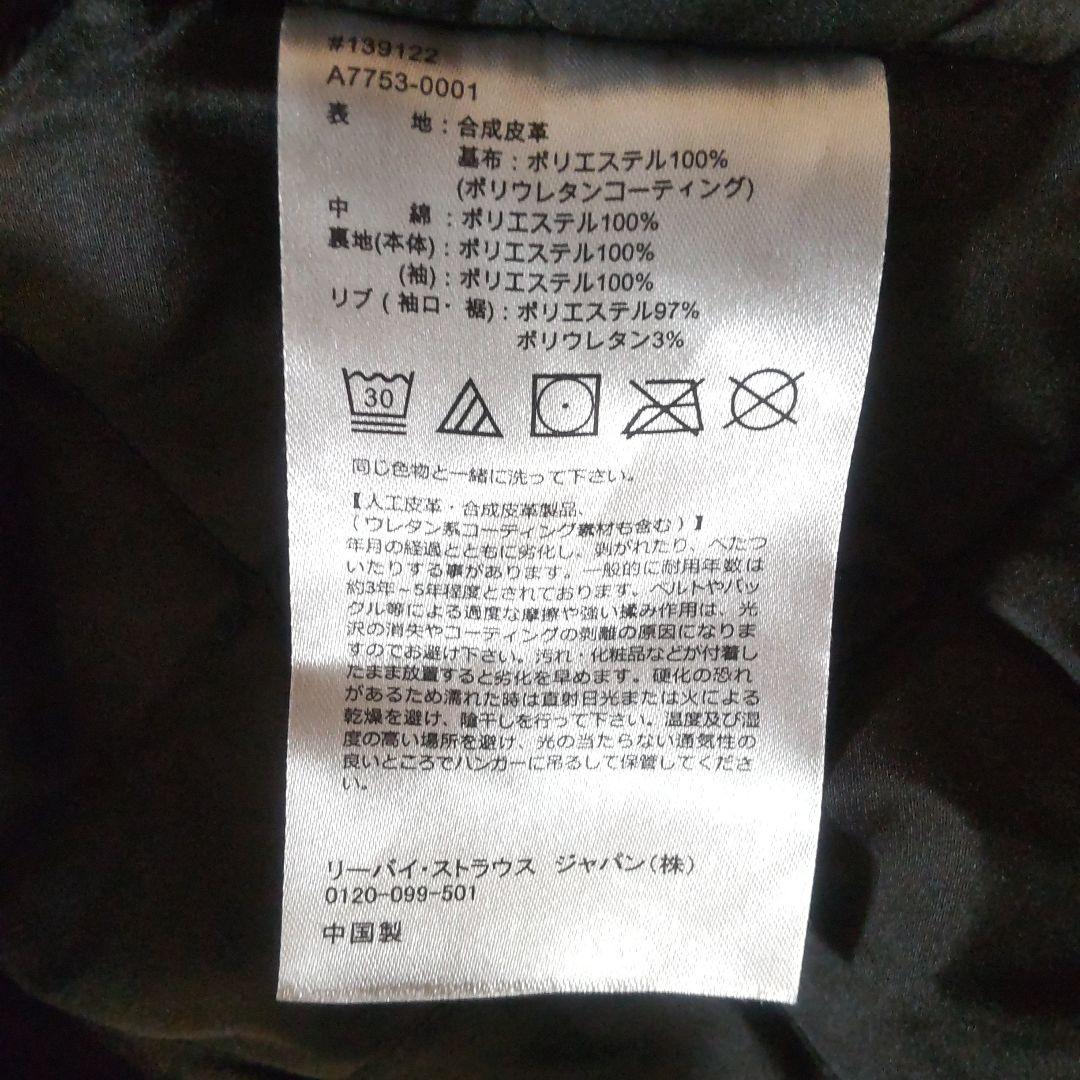 #139122
A7753-0001
表 地:合成皮革
基布:ポリエステル100%
(ポリウレタンコーティング)
中 綿:ポリエステル100%
裏地(本体):ポリエステル100%
(袖):ポリエステル100%
リブ(袖口・裾):ポリエステル97%
ポリウレタン3%
30
同じ色物と一緒に洗って下さい。
【人工皮革・合成皮革製品、
(ウレタン系コーティング素材も含む)】
年月の経過とともに劣化し、剥がれたり、べたつ
いたりする事があります。一般的に耐用年数は
約3年~5年程度とされております。ベルトやバッ
クル等による過度な摩擦や強い揉み作用は、光
沢の消失やコーティングの剥離の原因になりま
すのでお避け下さい。汚れ・化粧品などが付着し
たまま放置すると劣化を早めます。硬化の恐れ
があるため濡れた時は直射日光または火による
乾燥を避け、陰干しを行って下さい。温度及び湿
度の高い場所を避け、光の当たらない通気性の
良いところでハンガーに吊るして保管してくださ
い。
リーバイ・ストラウス ジャパン(株)
0120-099-501
中国製